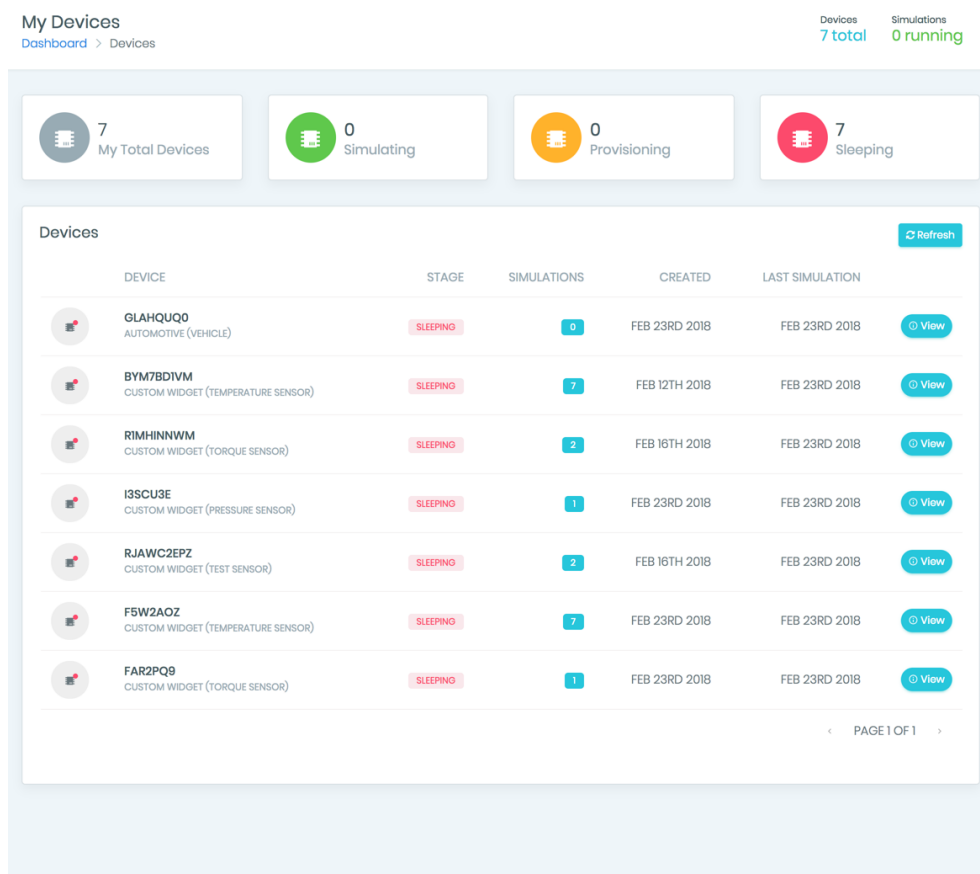 My Devices
Dashboard > Devices
Devices
7 total
Simulations
0 running
7
My Total Devices
0
Simulating
0
Provisioning
7
Sleeping
Devices
Refresh
DEVICE STAGE SIMULATIONS CREATED LAST SIMULATION
GLAHQUQ0
AUTOMOTIVE (VEHICLE)
SLEEPING 0 FEB 23RD 2018 FEB 23RD 2018 View
BYM7BD1VM
CUSTOM WIDGET (TEMPERATURE SENSOR)
SLEEPING 7 FEB 12TH 2018 FEB 23RD 2018 View
R1MHINNWM
CUSTOM WIDGET (TORQUE SENSOR)
SLEEPING 2 FEB 16TH 2018 FEB 23RD 2018 View
I3SCU3E
CUSTOM WIDGET (PRESSURE SENSOR)
SLEEPING 1 FEB 23RD 2018 FEB 23RD 2018 View
RJAWC2EPZ
CUSTOM WIDGET (TEST SENSOR)
SLEEPING 2 FEB 16TH 2018 FEB 23RD 2018 View
F5W2AOZ
CUSTOM WIDGET (TEMPERATURE SENSOR)
SLEEPING 7 FEB 23RD 2018 FEB 23RD 2018 View
FAR2PQ9
CUSTOM WIDGET (TORQUE SENSOR)
SLEEPING 1 FEB 23RD 2018 FEB 23RD 2018 View
< PAGE 1 OF 1 >